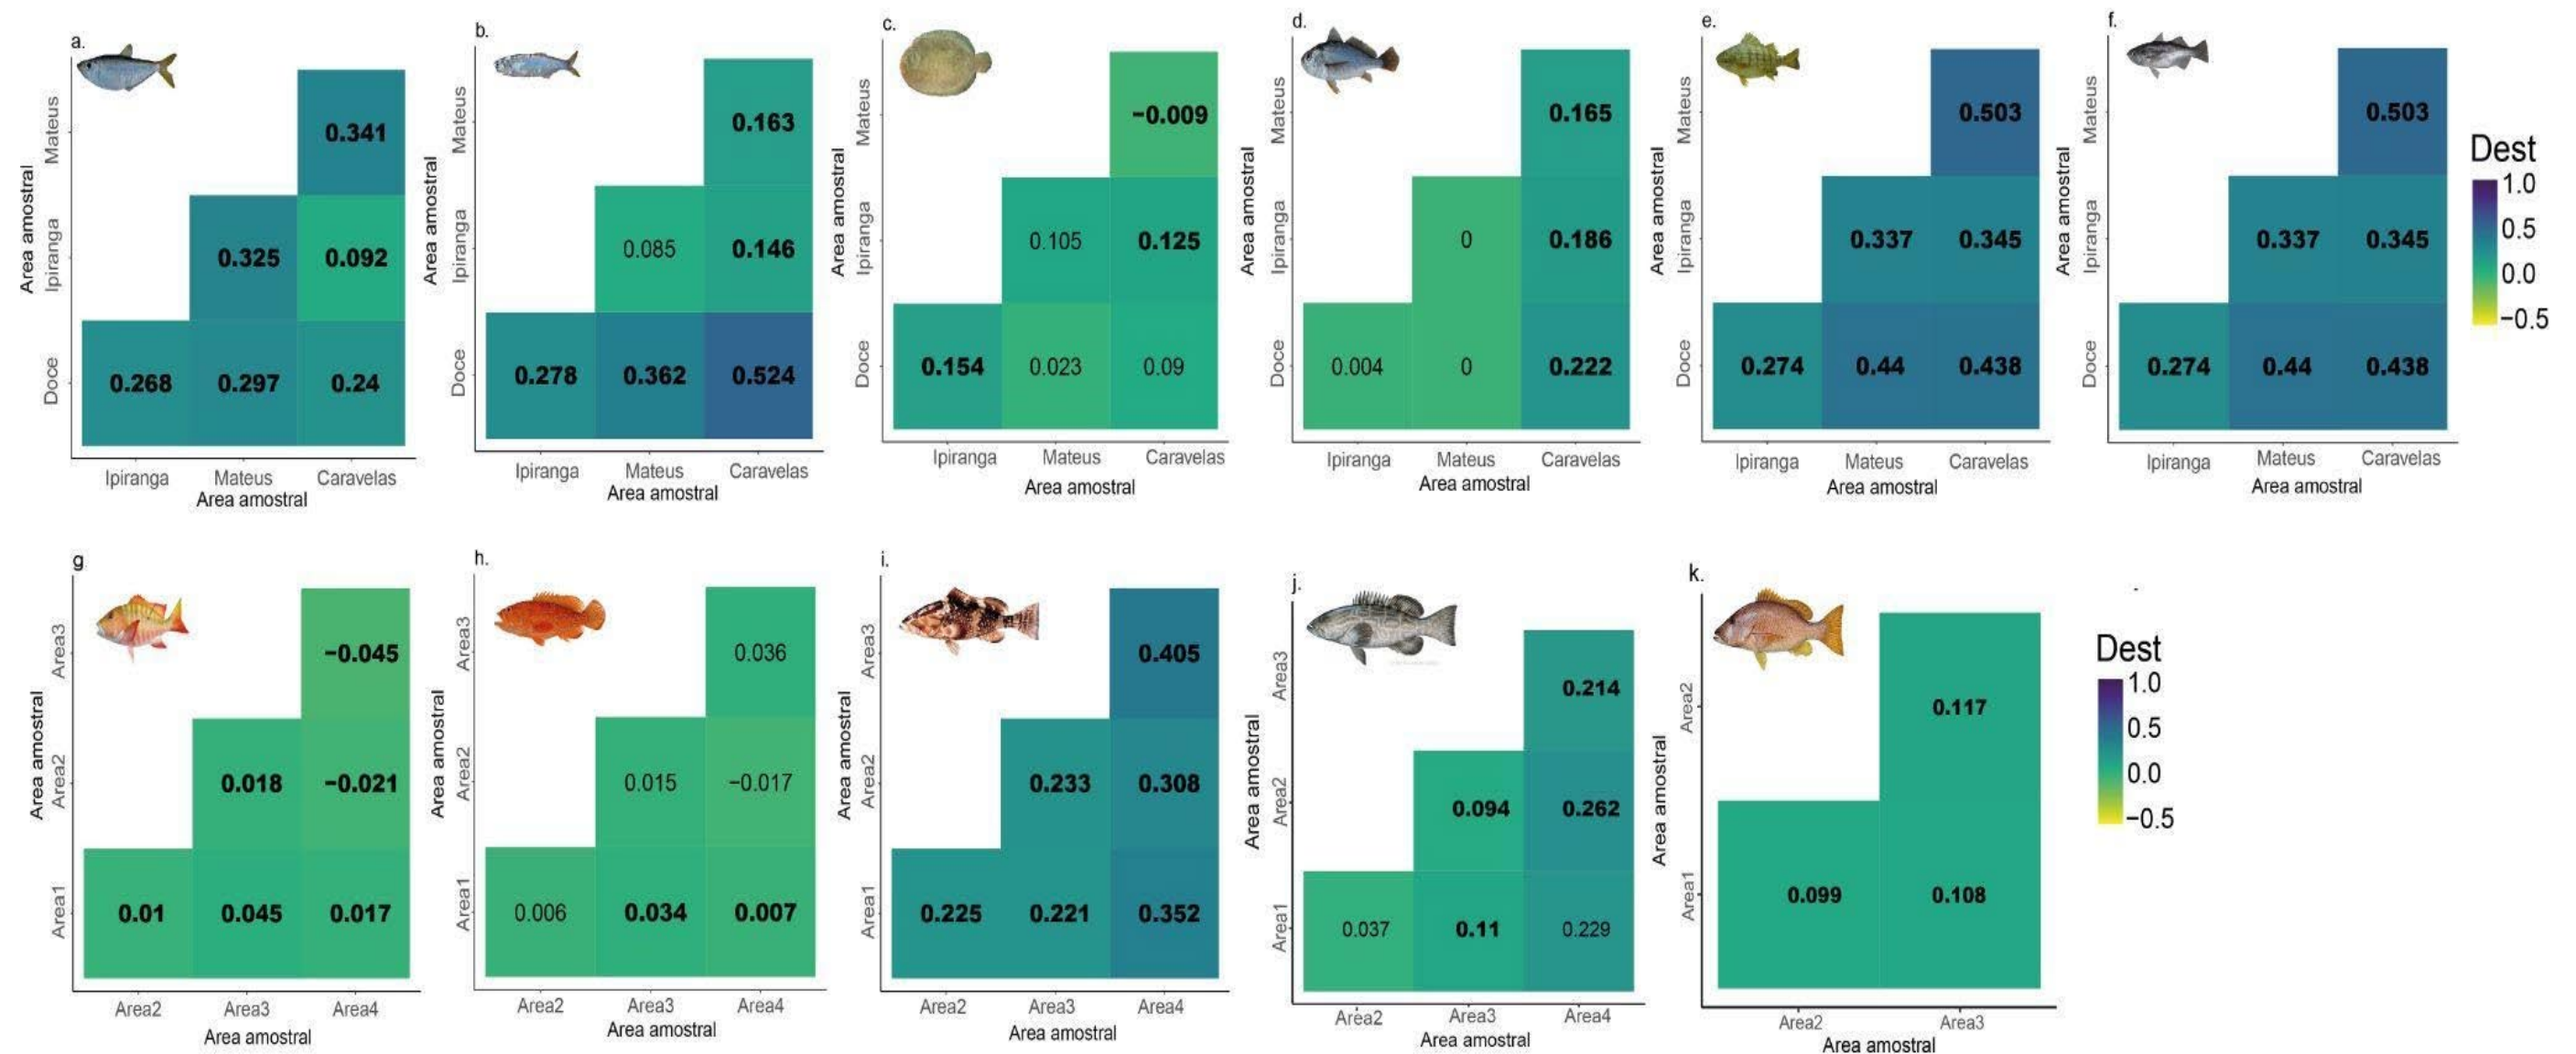 a.
Area amostral
Mateus
Ipiranga
Doce
0.341
0.325 0.092
0.268 0.297 0.24
Ipiranga Mateus Caravelas
Area amostral
b.
Area amostral
Mateus
Ipiranga
Doce
0.163
0.085 0.146
0.278 0.362 0.524
Ipiranga Mateus Caravelas
Area amostral
c.
Area amostral
Mateus
Ipiranga
Doce
−0.009
0.105 0.125
0.154 0.023 0.09
Ipiranga Mateus Caravelas
Area amostral
d.
Area amostral
Mateus
Ipiranga
Doce
0.165
0 0.186
0.004 0 0.222
Ipiranga Mateus Caravelas
Area amostral
e.
Area amostral
Mateus
Ipiranga
Doce
0.503
0.337 0.345
0.274 0.44 0.438
Ipiranga Mateus Caravelas
Area amostral
f.
Area amostral
Mateus
Ipiranga
Doce
0.503
0.337 0.345
0.274 0.44 0.438
Ipiranga Mateus Caravelas
Area amostral
Dest
1.0
0.5
0.0
−0.5
g
Area amostral
Area3
Area2
Area1
−0.045
0.018 −0.021
0.01 0.045 0.017
Area2 Area3 Area4
Area amostral
h.
Area amostral
Area3
Area2
Area1
0.036
0.015 −0.017
0.006 0.034 0.007
Area2 Area3 Area4
Area amostral
i.
Area amostral
Area3
Area2
Area1
0.405
0.233 0.308
0.225 0.221 0.352
Area2 Area3 Area4
Area amostral
j.
Area amostral
Area3
Area2
Area1
0.214
0.094 0.262
0.037 0.11 0.229
Area2 Area3 Area4
Area amostral
k.
Area amostral
Area2
Area1
0.117
0.099 0.108
Area2 Area3
Area amostral
Dest
1.0
0.5
0.0
−0.5